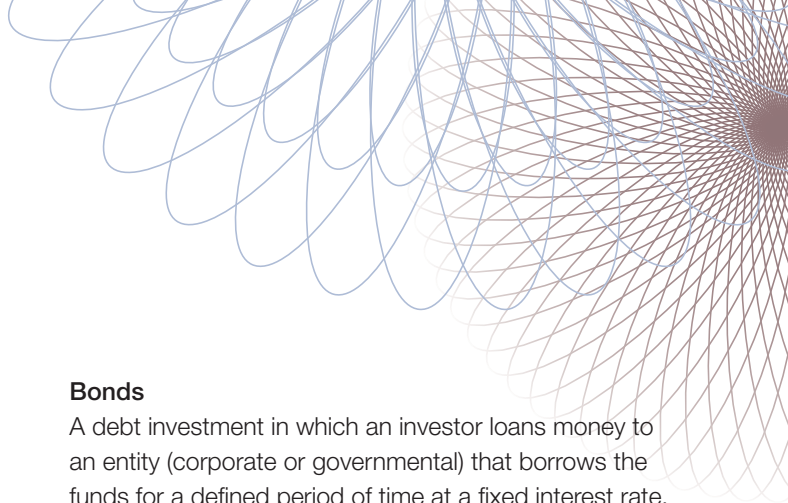 Bonds
A debt investment in which an investor loans money to
an entity (corporate or governmental) that borrows the
funds for a defined period of time at a fixed interest rate.